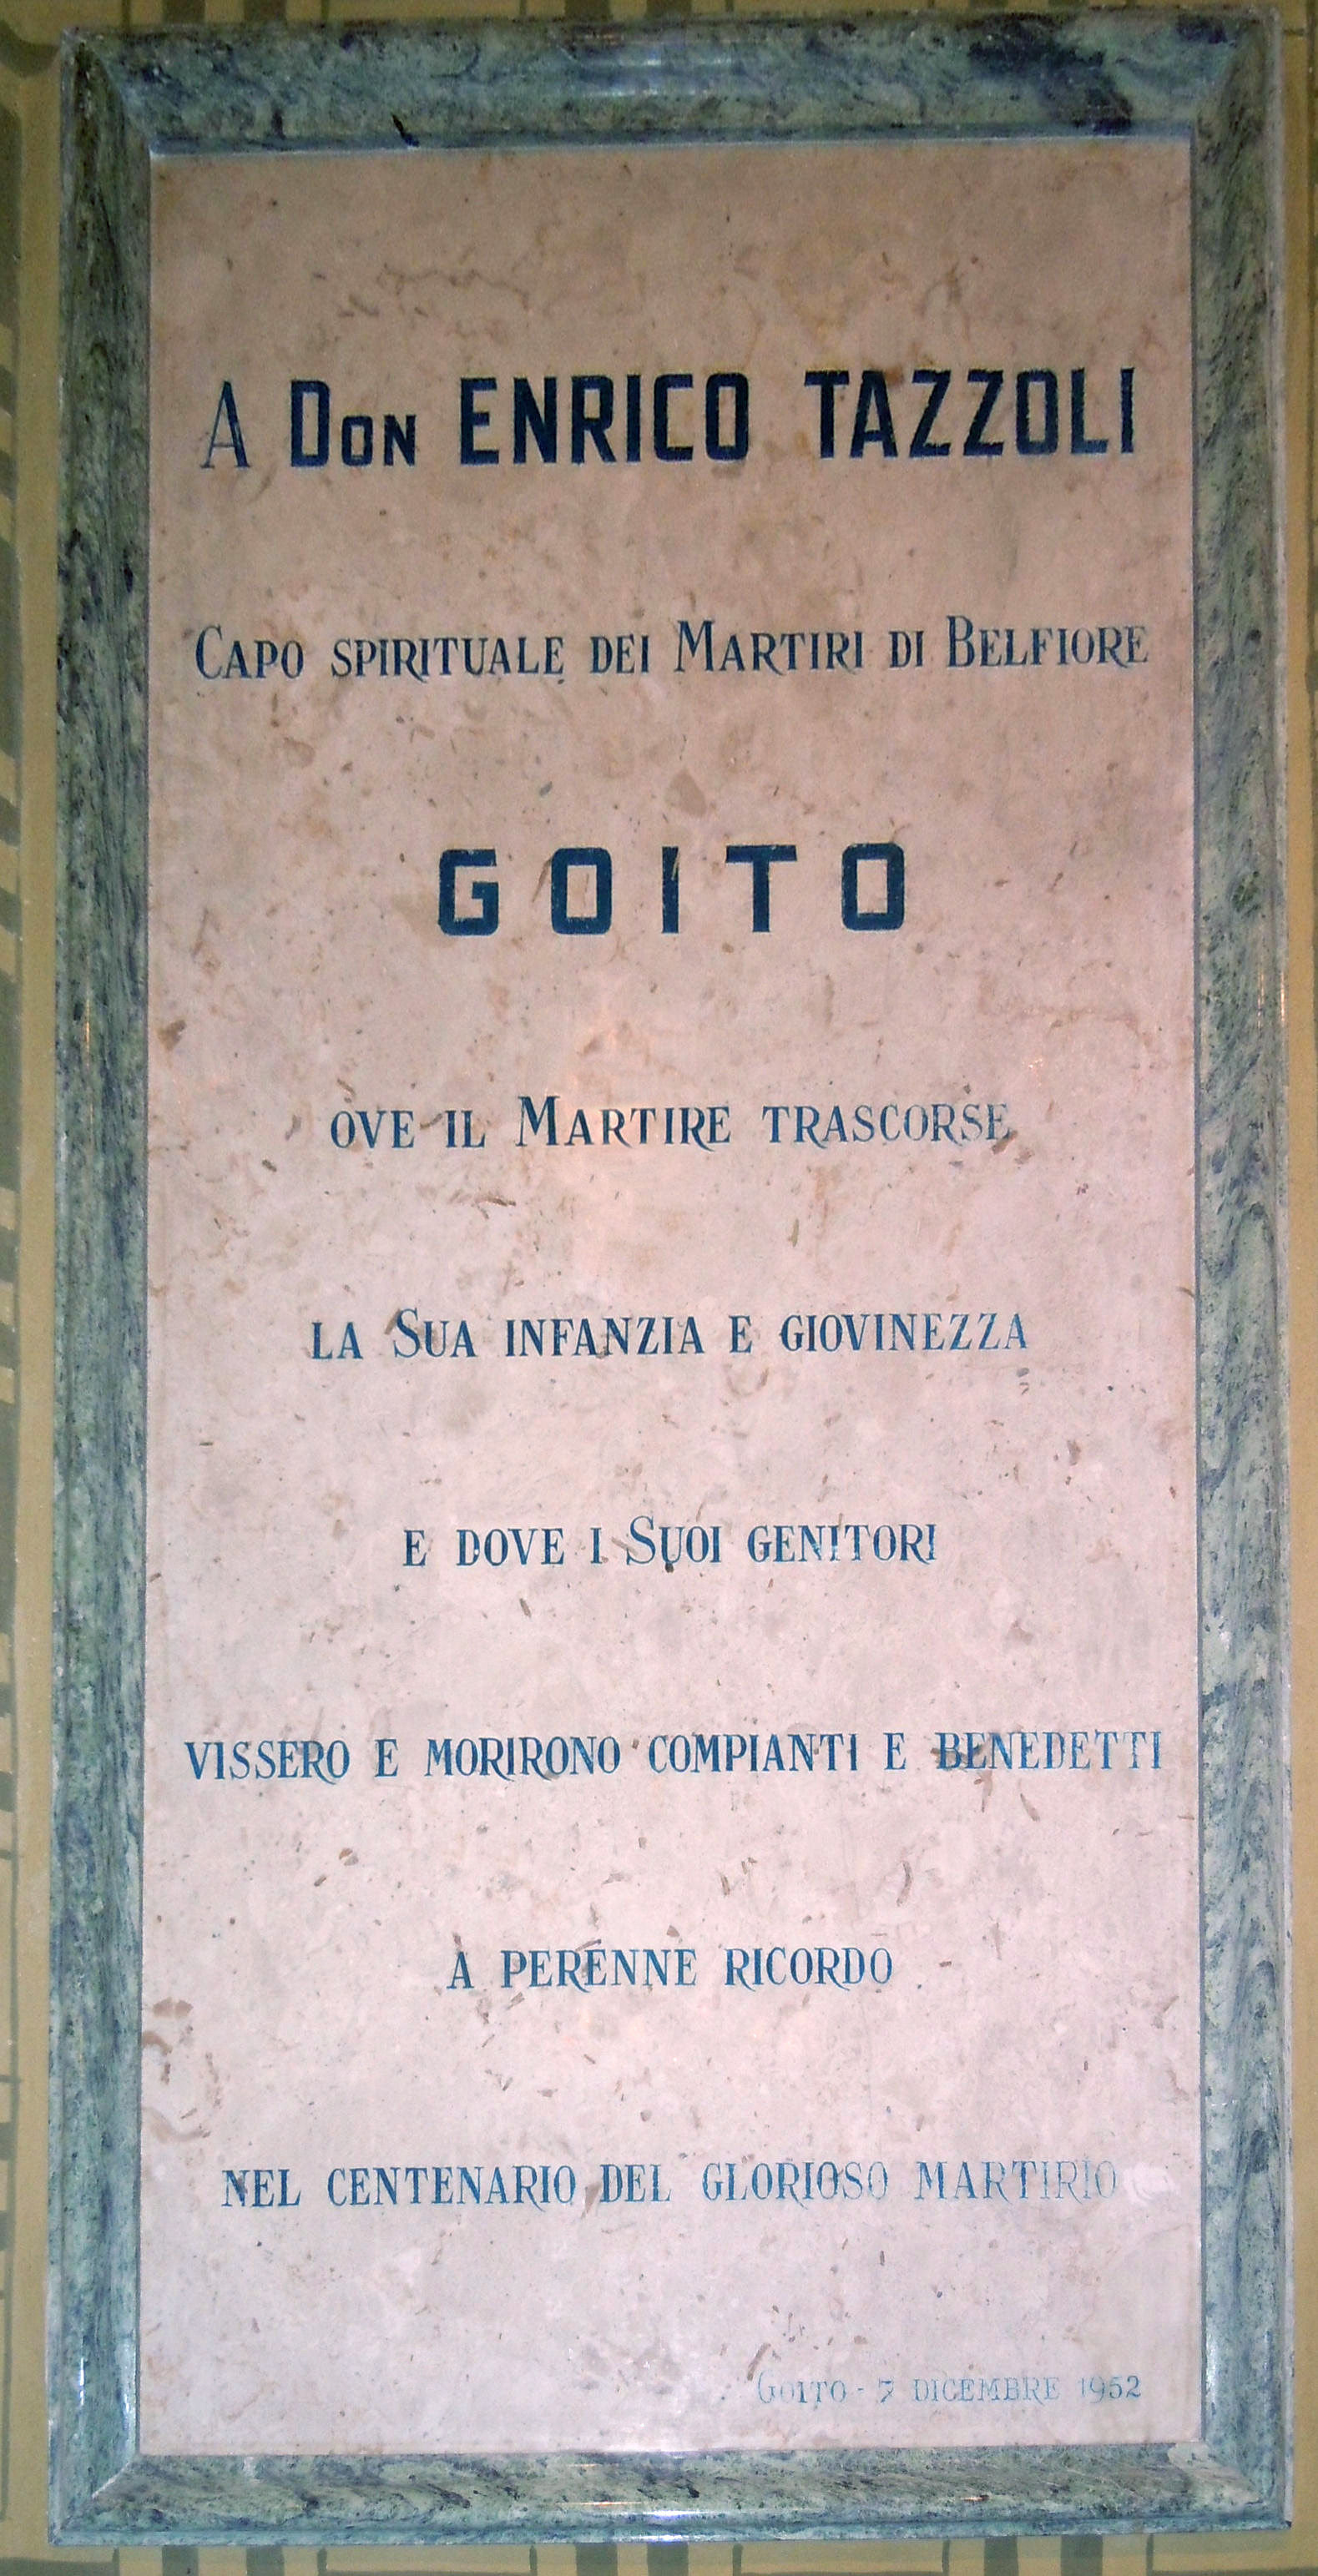 A Don ENRICO TAZZOLI
Capo spirituale dei Martiri di Belfiore
GOITO
ove il Martire trascorse
la Sua infanzia e giovinezza
e dove i Suoi genitori
vissero e morirono compianti e benedetti
a perenne ricordo
nel centenario del glorioso martirio
Goito - 7 dicembre 1952